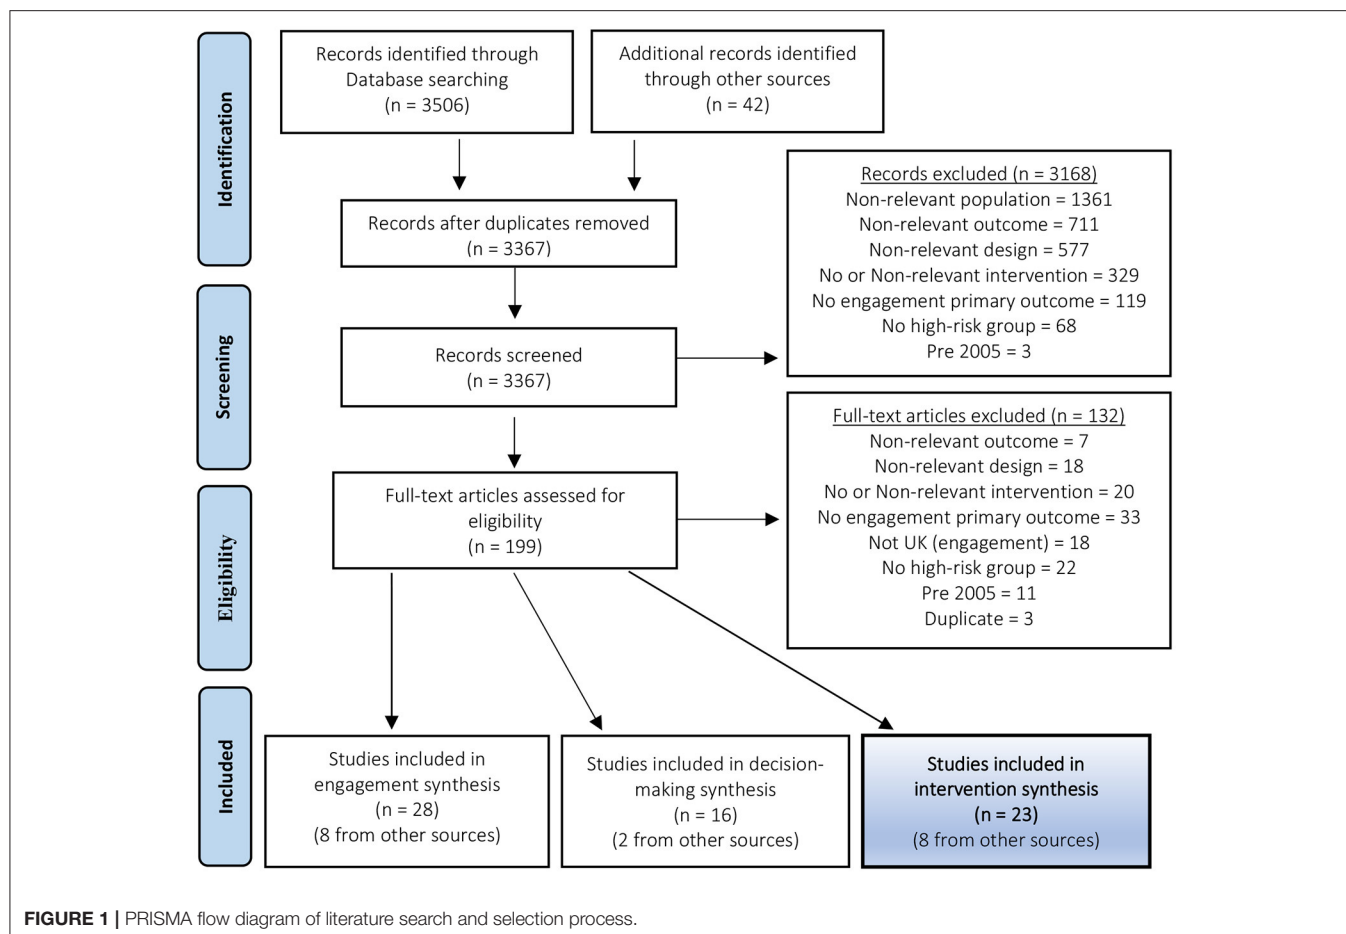 Identification
Records identified through
Database searching
(n = 3506)
Additional records identified
through other sources
(n = 42)
Records after duplicates removed
(n = 3367)
Records excluded (n = 3168)
Non-relevant population = 1361
Non-relevant outcome = 711
Non-relevant design = 577
No or Non-relevant intervention = 329
No engagement primary outcome = 119
No high-risk group = 68
Pre 2005 = 3
Screening
Records screened
(n = 3367)
Eligibility
Full-text articles assessed for
eligibility
(n = 199)
Full-text articles excluded (n = 132)
Non-relevant outcome = 7
Non-relevant design = 18
No or Non-relevant intervention = 20
No engagement primary outcome = 33
Not UK (engagement) = 18
No high-risk group = 22
Pre 2005 = 11
Duplicate = 3
Included
Studies included in
engagement synthesis
(n = 28)
(8 from other sources)
Studies included in decision-
making synthesis
(n = 16)
(2 from other sources)
Studies included in
intervention synthesis
(n = 23)
(8 from other sources)
FIGURE 1 | PRISMA flow diagram of literature search and selection process.